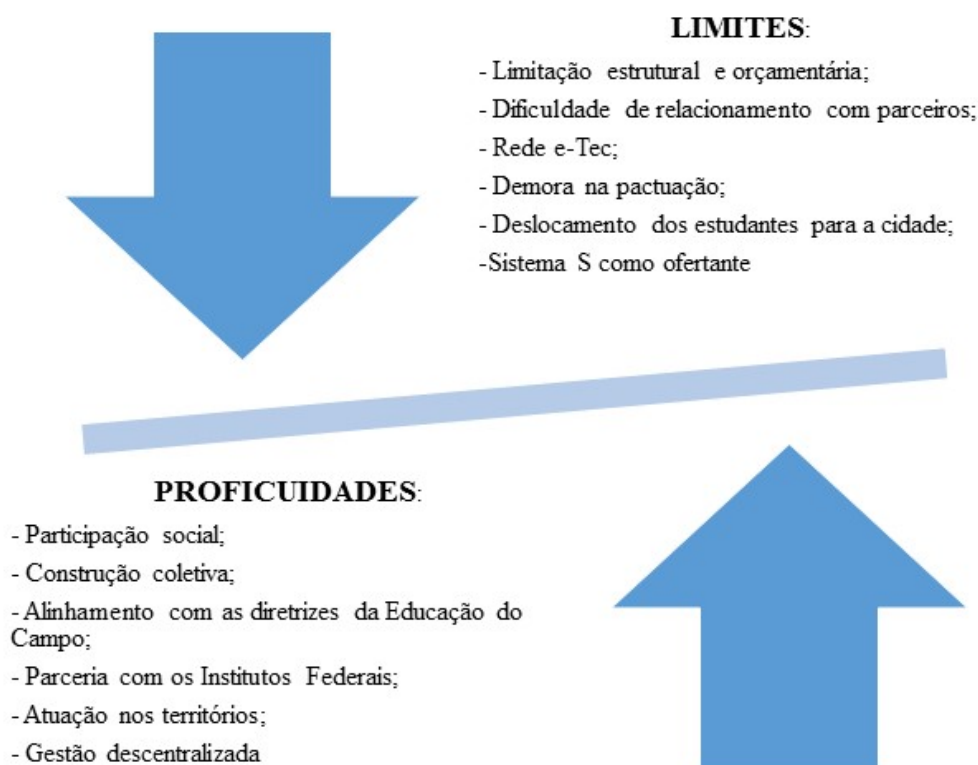 LIMITES:
- Limitação estrutural e orçamentária;
- Dificuldade de relacionamento com parceiros;
- Rede e-Tec;
- Demora na pactuação;
- Deslocamento dos estudantes para a cidade;
-Sistema S como ofertante
PROFICUIDADES:
- Participação social;
- Construção coletiva;
- Alinhamento com as diretrizes da Educação do
Campo;
- Parceria com os Institutos Federais;
- Atuação nos territórios;
- Gestão descentralizada